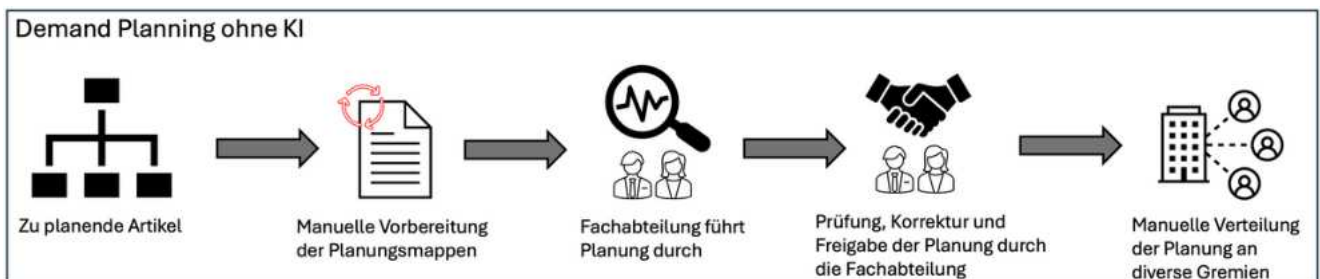 Demand Planning ohne KI
Zu planende Artikel
Manuelle Vorbereitung
der Planungsmappen
Fachabteilung führt
Planung durch
Prüfung, Korrektur und
Freigabe der Planung durch
die Fachabteilung
Manuelle Verteilung
der Planung an
diverse Gremien